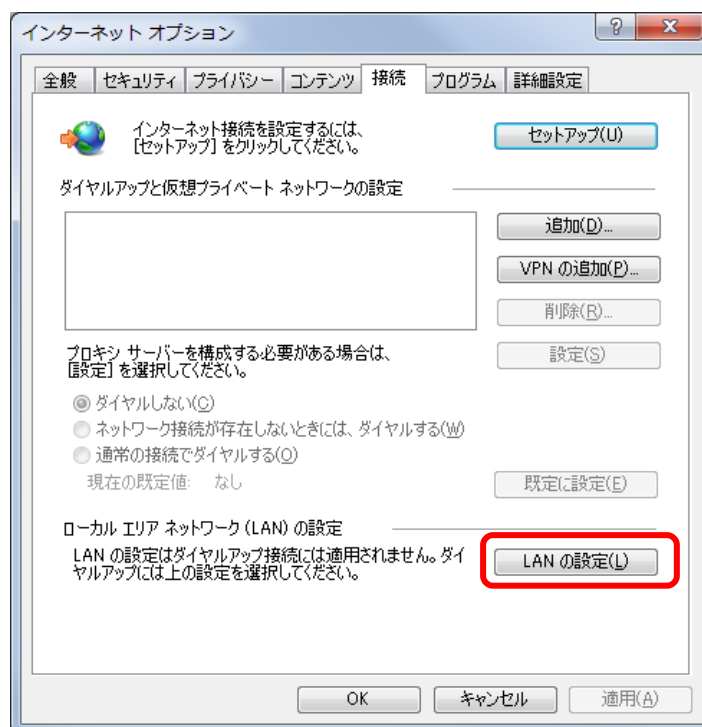 インターネット オプション
全般 セキュリティ プライバシー コンテンツ 接続 プログラム 詳細設定
インターネット接続を設定するには、
[セットアップ] をクリックしてください。
セットアップ(U)
ダイヤルアップと仮想プライベート ネットワークの設定
追加(D)...
VPN の追加(P)...
削除(R)...
プロキシ サーバーを構成する必要がある場合は、
[設定] を選択してください。
設定(S)
ダイヤルしない(C)
ネットワーク接続が存在しないときには、ダイヤルする(W)
通常の接続でダイヤルする(O)
現在の既定値: なし
既定に設定(E)
ローカル エリア ネットワーク (LAN) の設定
LAN の設定はダイヤルアップ接続には適用されません。ダイ
ヤルアップには上の設定を選択してください。
LAN の設定(L)
OK キャンセル 適用(A)